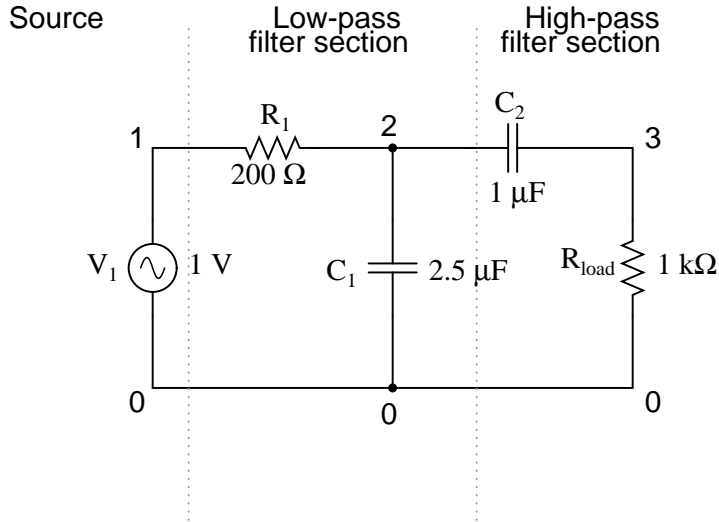 Source
Low-pass
filter section
High-pass
filter section
C2
R1
1
2
3
200 Ω
1 μF
V1
1 V
C1
2.5 μF
Rload
1 kΩ
0
0
0